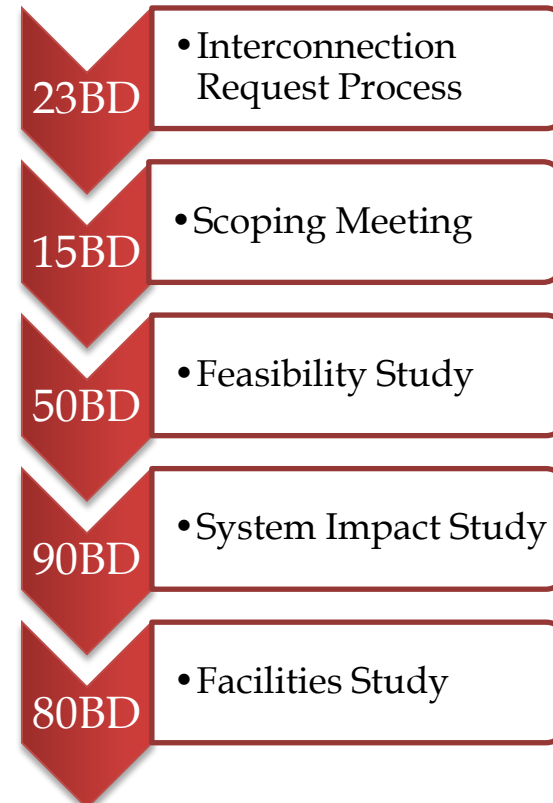 23BD
•Interconnection
Request Process
15BD
•Scoping Meeting
50BD
•Feasibility Study
90BD
•System Impact Study
80BD
•Facilities Study